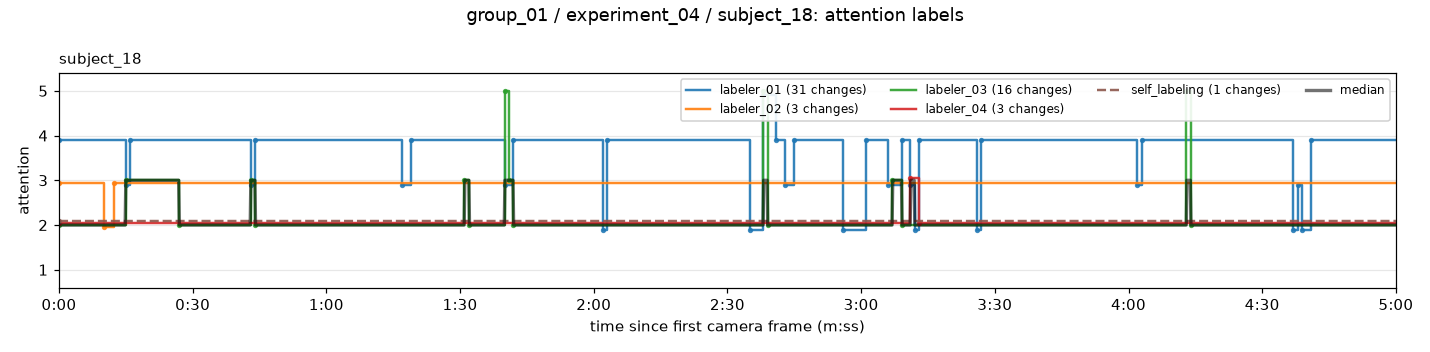 group_01 / experiment_04 / subject_18: attention labels
subject_18
labeler_01 (31 changes)
labeler_02 (3 changes)
labeler_03 (16 changes)
labeler_04 (3 changes)
self_labeling (1 changes)
median
attention
5
4
3
2
1
0:00 0:30 1:00 1:30 2:00 2:30 3:00 3:30 4:00 4:30 5:00
time since first camera frame (m:ss)